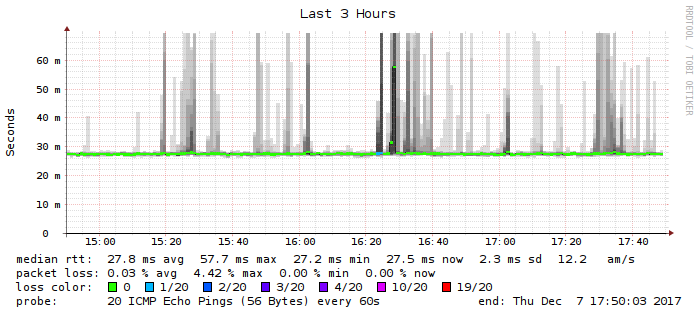 Last 3 Hours
RRDTOOL / TOBI OETIKER
Seconds
60 m
50 m
40 m
30 m
20 m
10 m
0
15:00 15:20 15:40 16:00 16:20 16:40 17:00 17:20 17:40
median rtt: 27.8 ms avg 57.7 ms max 27.2 ms min 27.5 ms now 2.3 ms sd 12.2 am/s
packet loss: 0.03 % avg 4.42 % max 0.00 % min 0.00 % now
loss color: 0 1/20 2/20 3/20 4/20 10/20 19/20
probe: 20 ICMP Echo Pings (56 Bytes) every 60s end: Thu Dec 7 17:50:03 2017